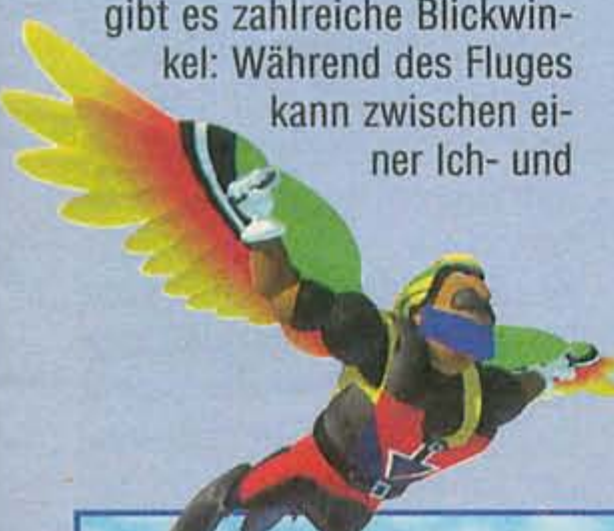 gibt es zahlreiche Blickwin-
kel: Während des Fluges
kann zwischen ei-
ner Ich- und